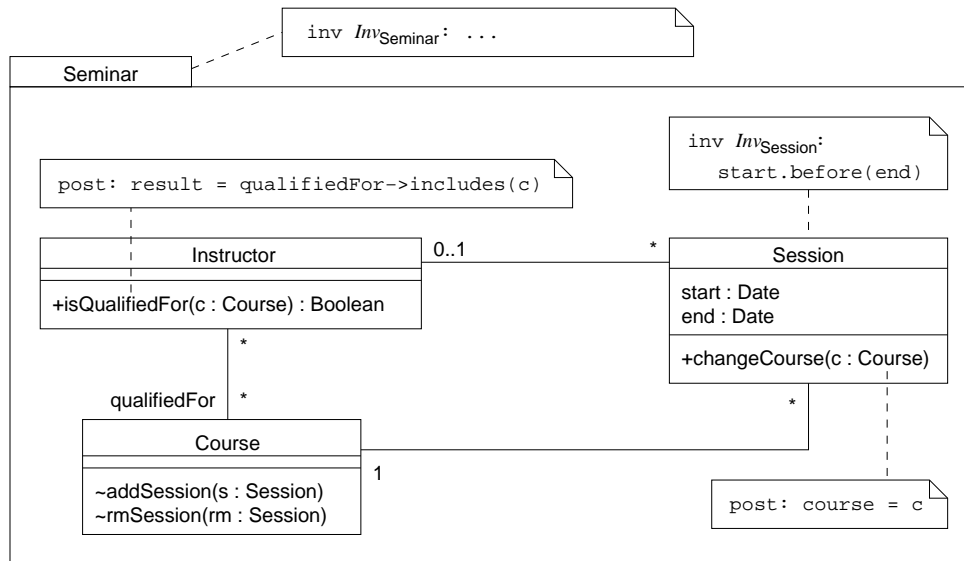 inv InvSeminar: ...
Seminar
inv InvSession:
start.before(end)
post: result = qualifiedFor->includes(c)
Instructor
0..1
*
Session
+isQualifiedFor(c : Course) : Boolean
start : Date
end : Date
+changeCourse(c : Course)
*
qualifiedFor
*
*
Course
1
~addSession(s : Session)
~rmSession(rm : Session)
post: course = c